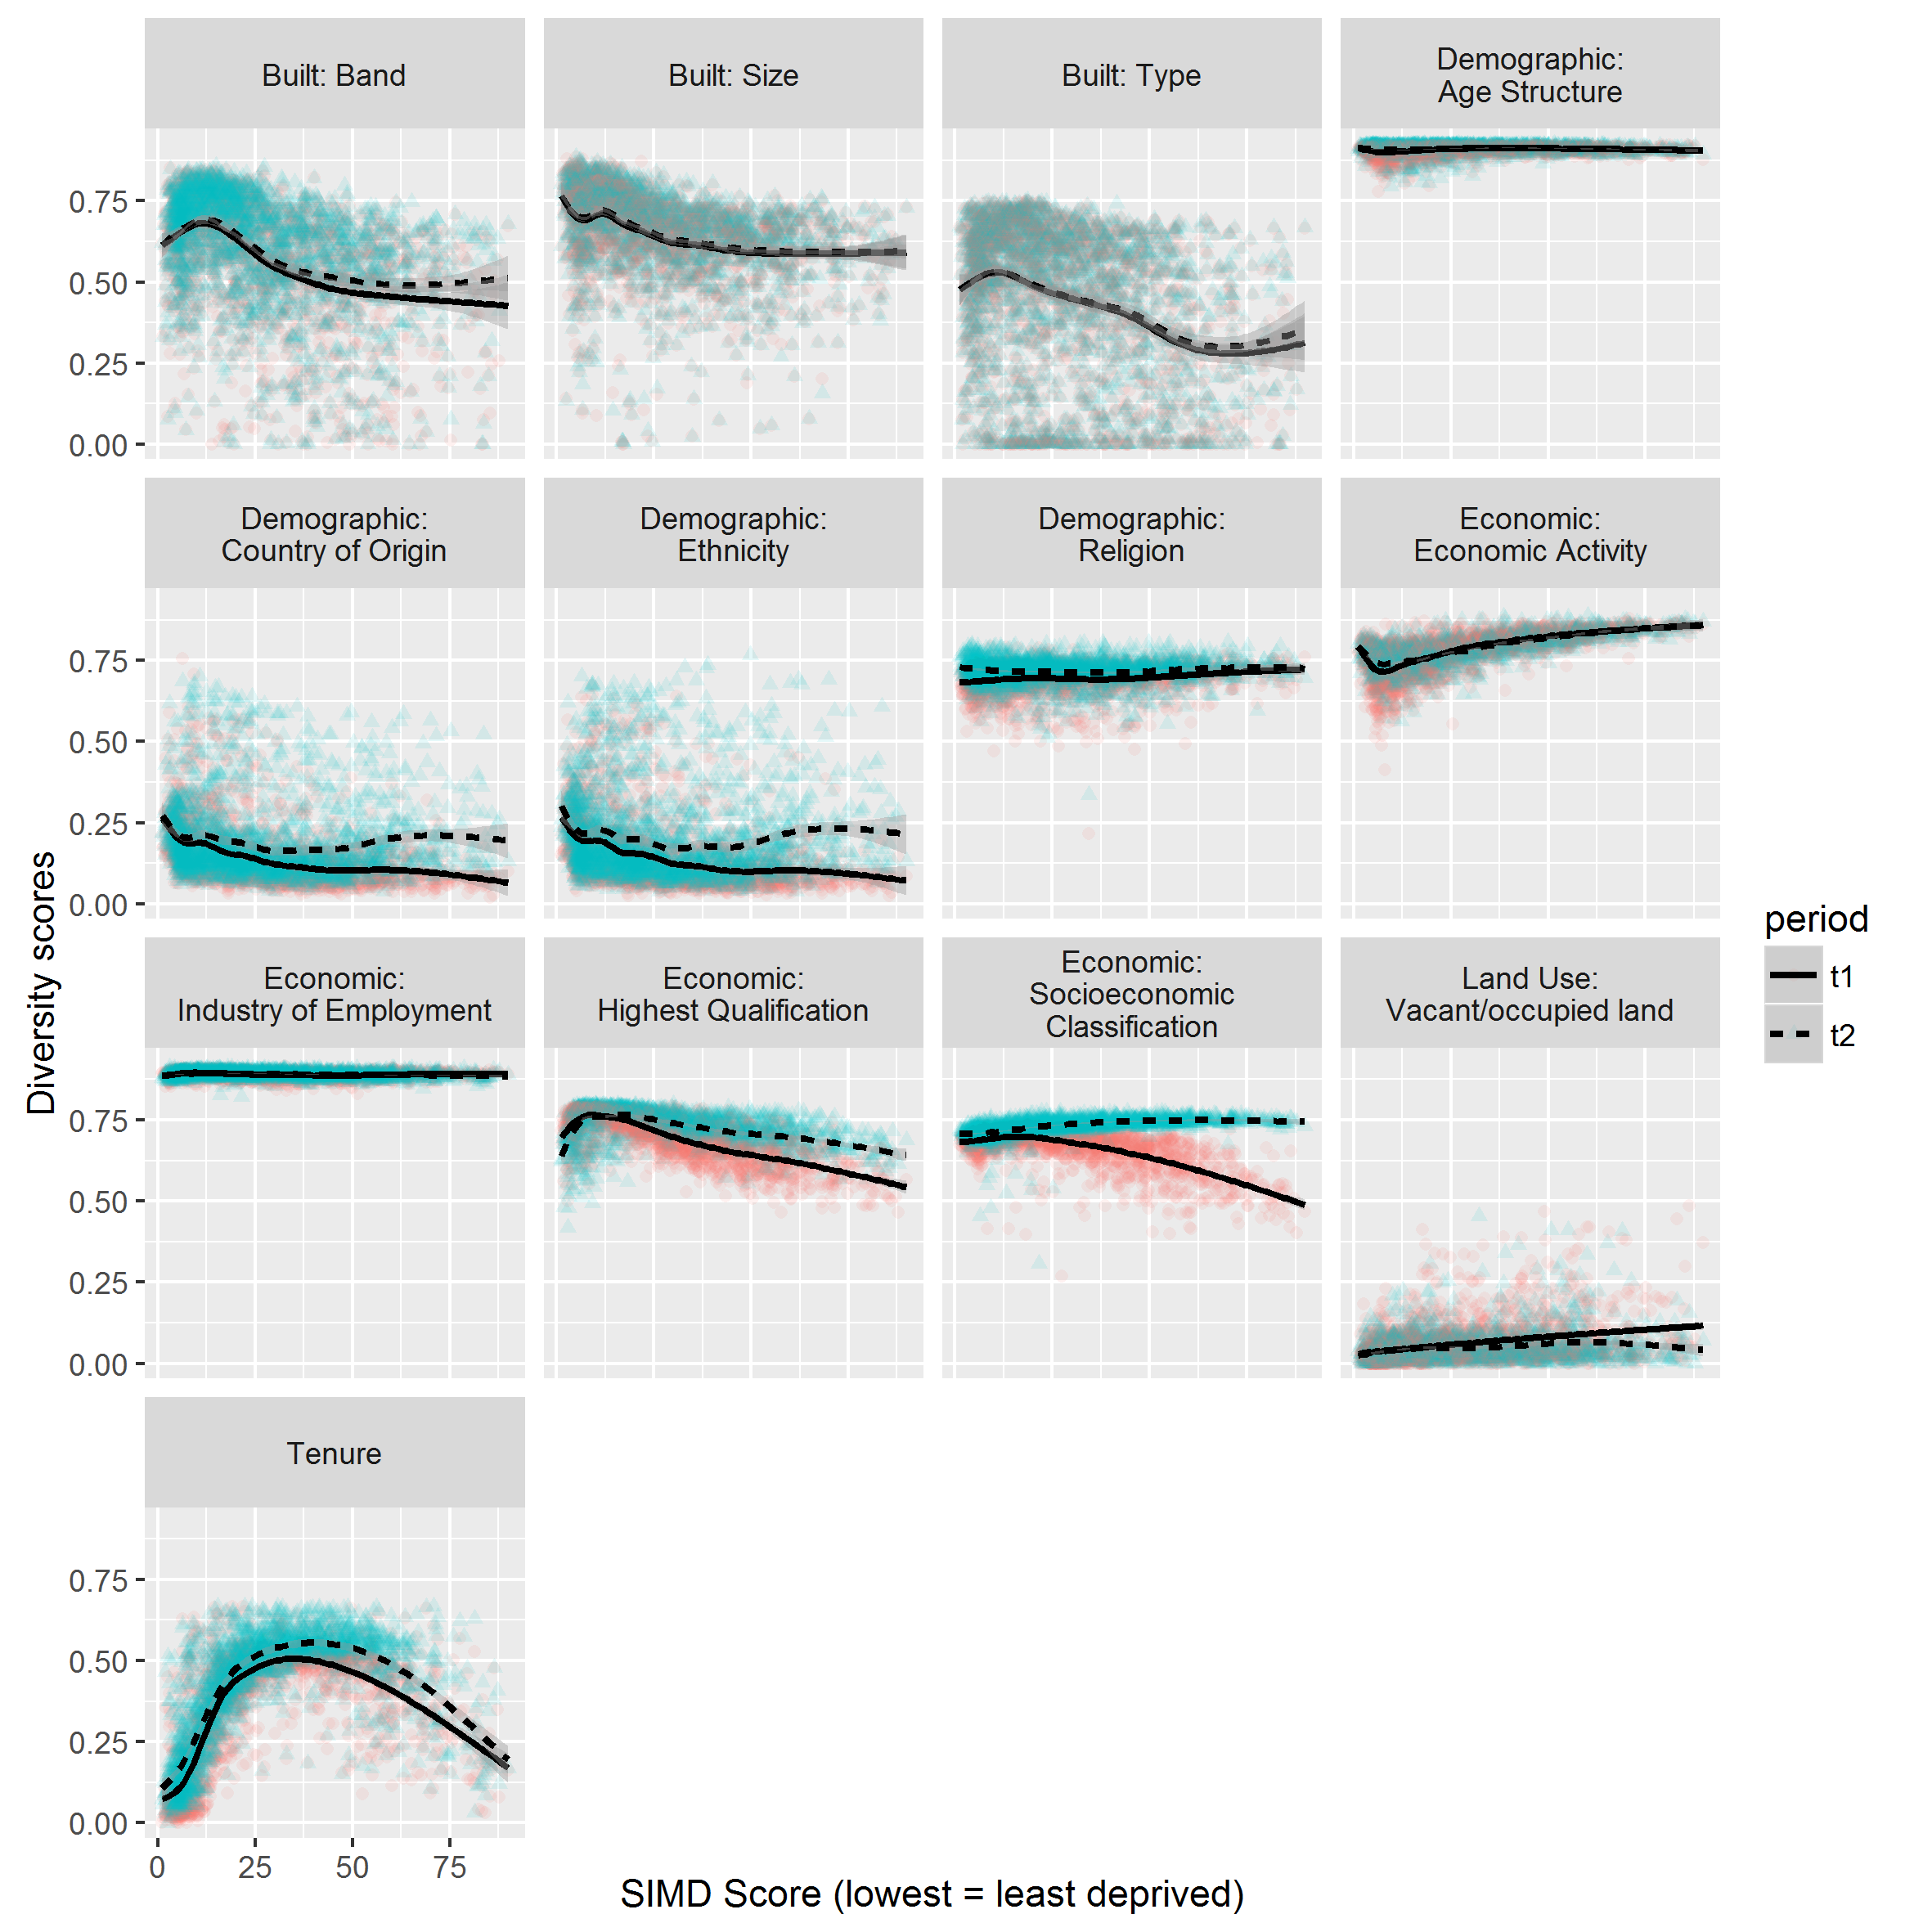 Built: Band
Built: Size
Built: Type
Demographic:
Age Structure
0.75
0.50
0.25
0.00
Demographic:
Country of Origin
Demographic:
Ethnicity
Demographic:
Religion
Economic:
Economic Activity
0.75
0.50
0.25
0.00
Economic:
Industry of Employment
Economic:
Highest Qualification
Economic:
Socioeconomic
Classification
Land Use:
Vacant/occupied land
0.75
0.50
0.25
0.00
Tenure
0.75
0.50
0.25
0.00
0 25 50 75
SIMD Score (lowest = least deprived)
Diversity scores
period
t1
t2